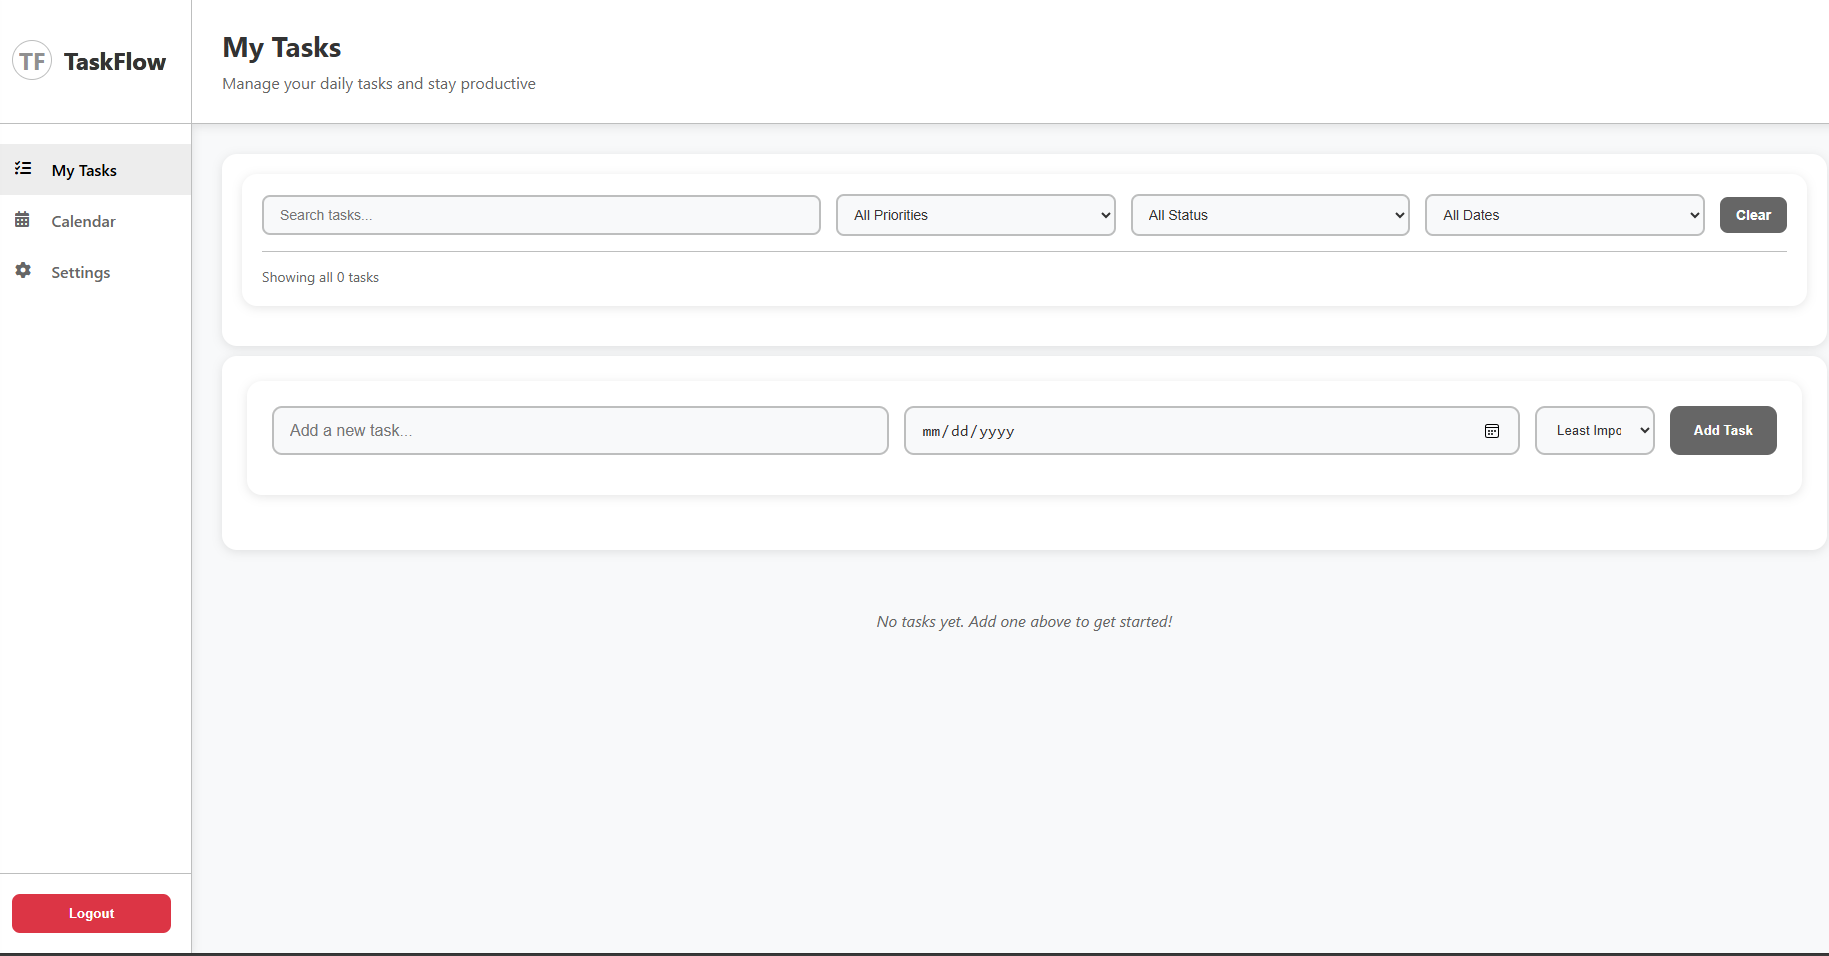 TF TaskFlow
My Tasks
Manage your daily tasks and stay productive
My Tasks
Calendar
Settings
Search tasks... All Priorities All Status All Dates Clear
Showing all 0 tasks
Add a new task... mm/dd/yyyy Least Impo Add Task
No tasks yet. Add one above to get started!
Logout